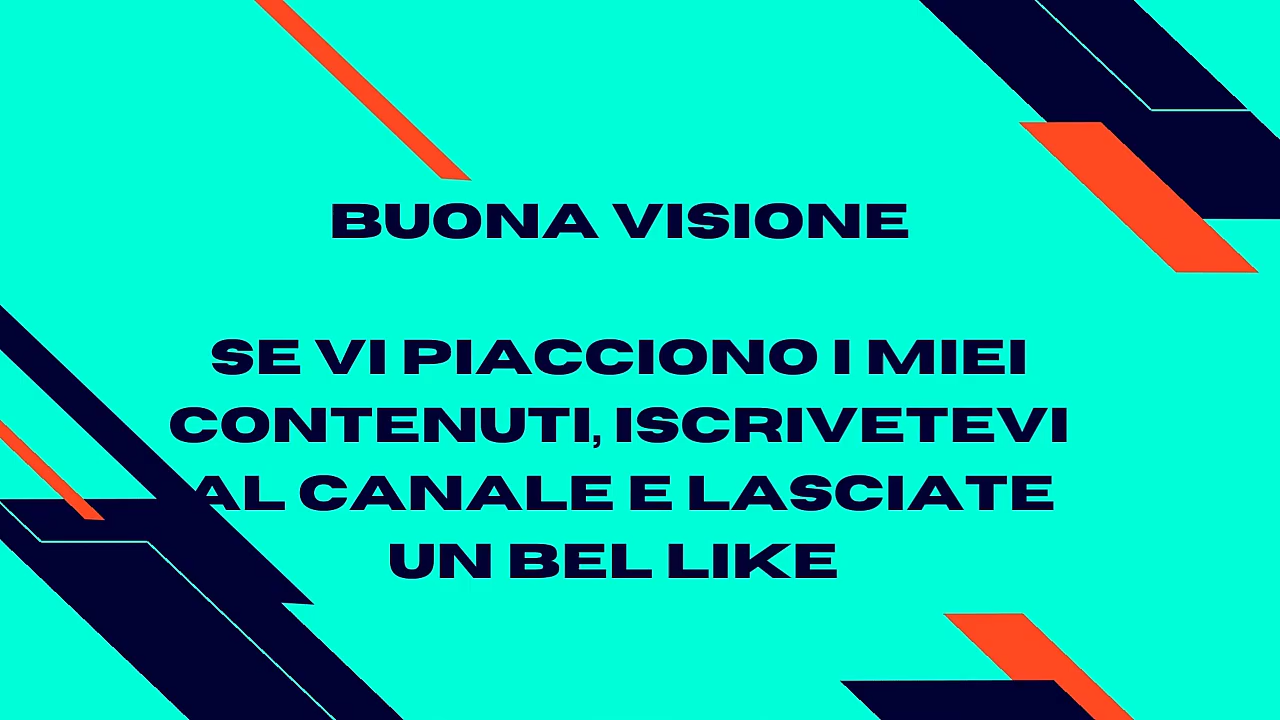 BUONA VISIONE
SE VI PIACCIONO I MIEI
CONTENUTI, ISCRIVETEVI
AL CANALE E LASCIATE
UN BEL LIKE